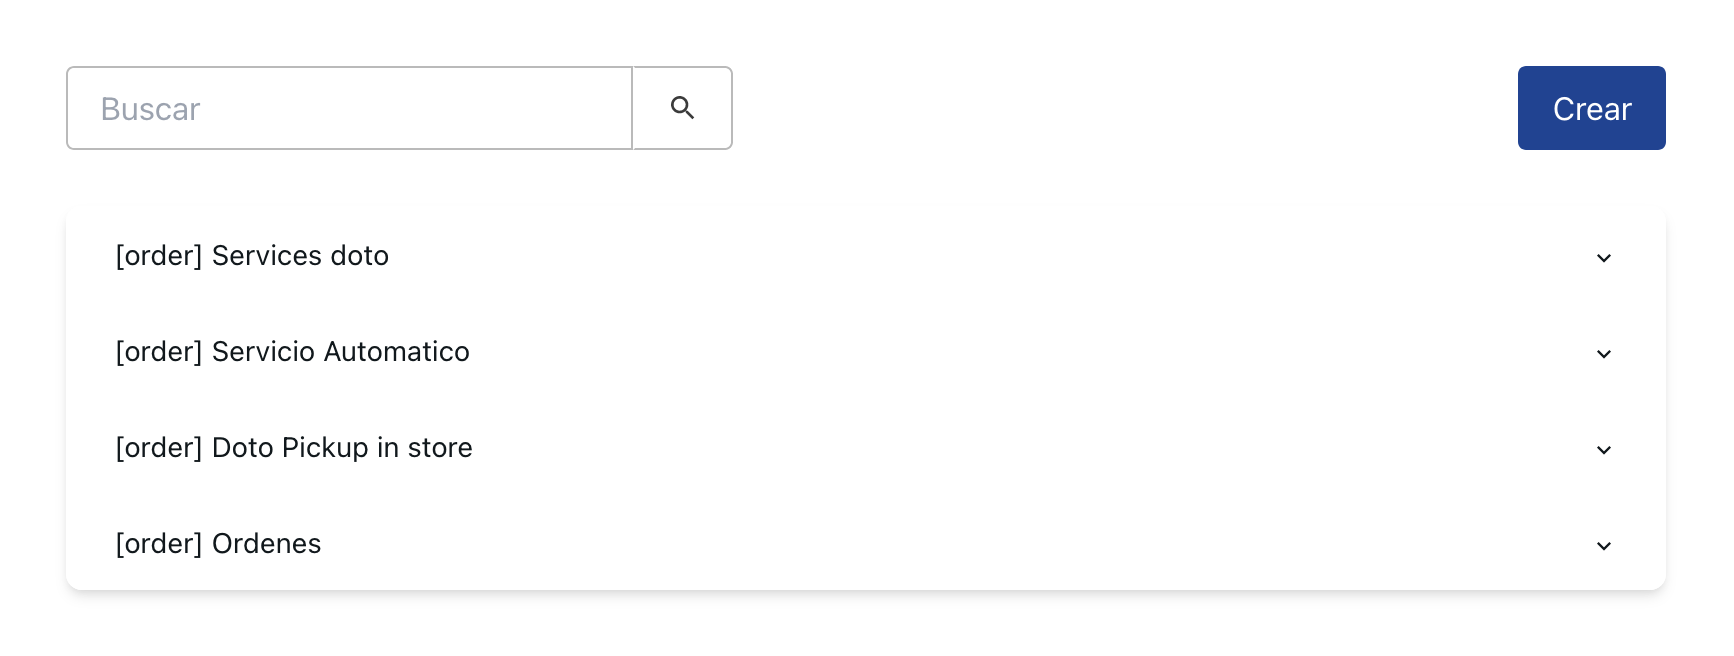 Buscar
Crear
[order] Services doto
[order] Servicio Automatico
[order] Doto Pickup in store
[order] Ordenes